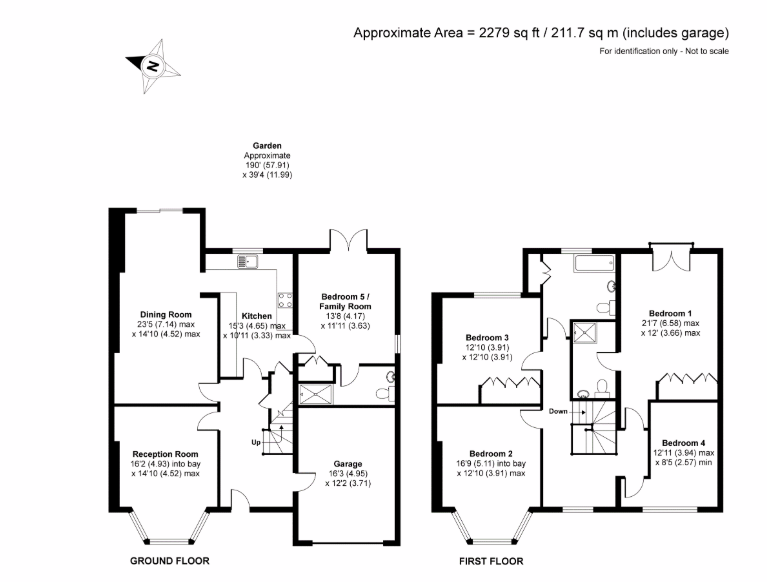 Approximate Area = 2279 sq ft / 211.7 sq m (includes garage)
For identification only - Not to scale
N
Garden
Approximate
190' (57.91)
x 39'4 (11.99)
Dining Room
23'5 (7.14) max
x 14'10 (4.52) max
Kitchen
15'3 (4.65) max
x 10'11 (3.33) max
Bedroom 5 /
Family Room
13'8 (4.17)
x 11'11 (3.63)
Reception Room
16'2 (4.93) into bay
x 14'10 (4.52) max
Up
Garage
16'3 (4.95)
x 12'2 (3.71)
GROUND FLOOR
Bedroom 1
21'7 (6.58) max
x 12' (3.66) max
Bedroom 3
12'10 (3.91)
x 12'10 (3.91)
Down
Bedroom 2
16'9 (5.11) into bay
x 12'10 (3.91) max
Bedroom 4
12'11 (3.94) max
x 8'5 (2.57) min
FIRST FLOOR